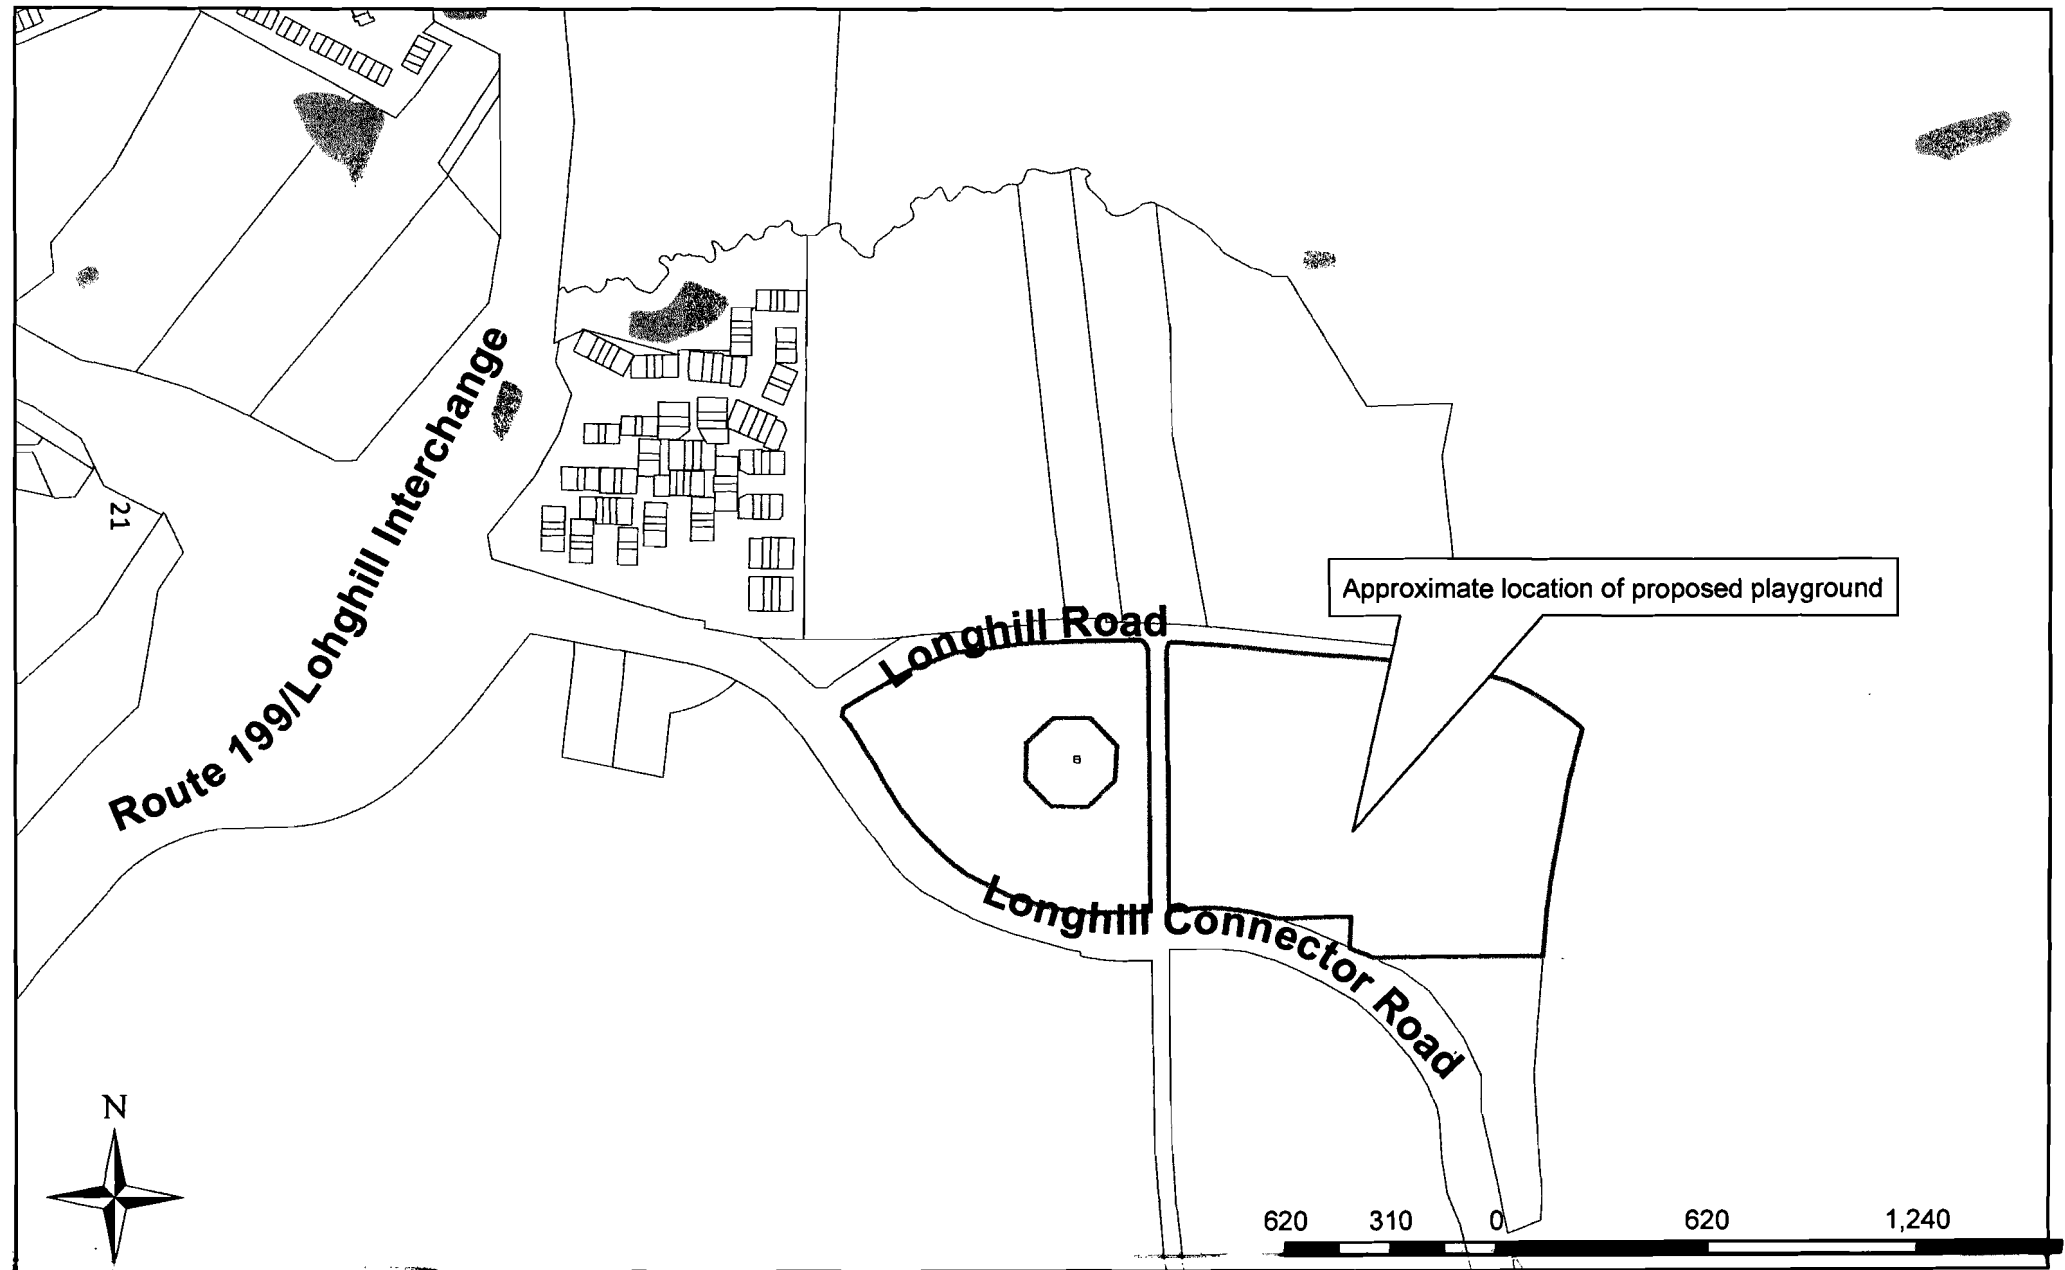 Route 199/Lohghill Interchange
21
Approximate location of proposed playground
Longhill Road
Longhill Connector Road
N
620 310 0 620 1,240